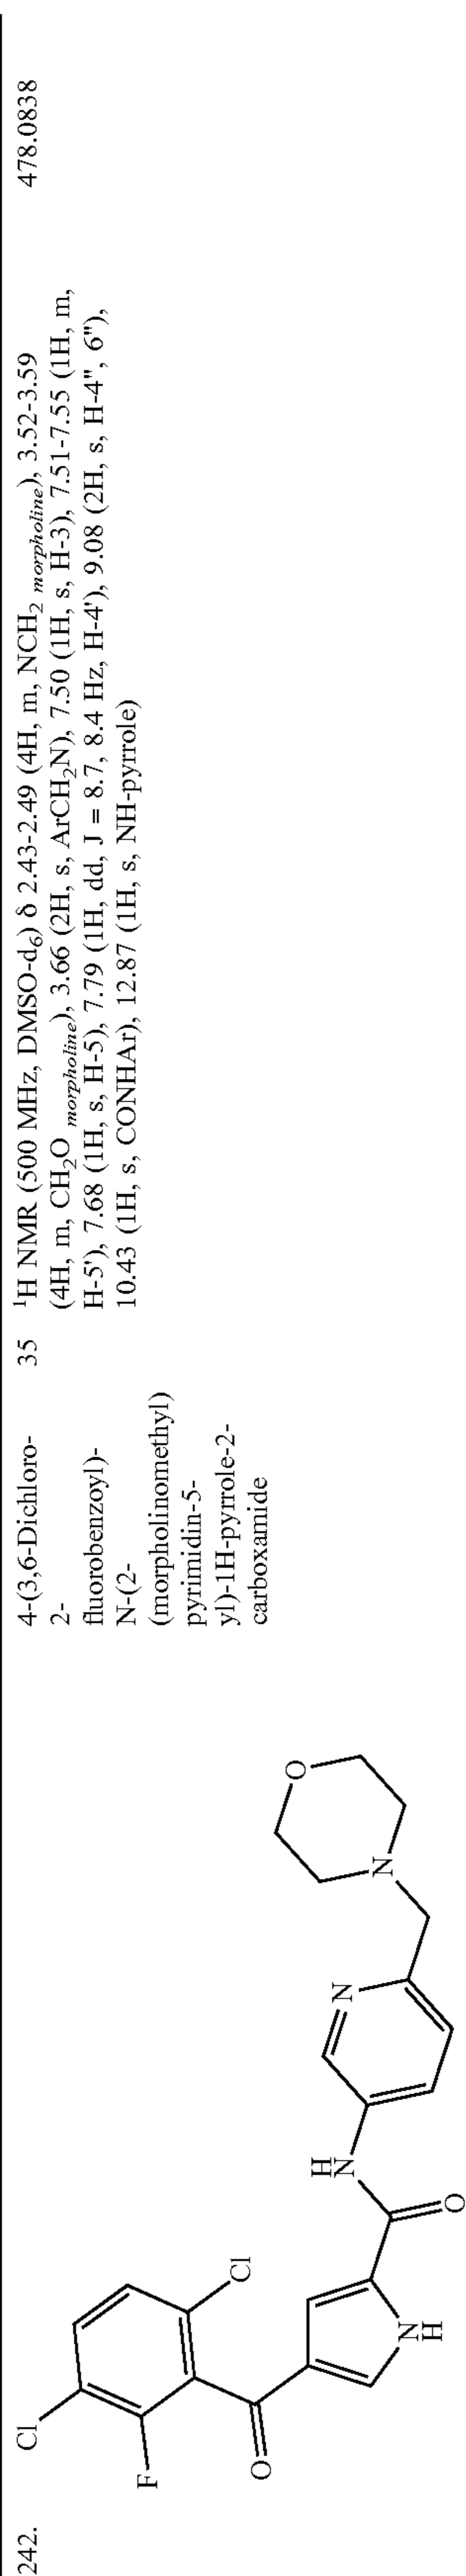 242.
Cl
F
O
Cl
N
H
O
H
N
N
N
O
4-(3,6-Dichloro-
2-
fluorobenzoyl)-
N-(2-
(morpholinomethyl)
pyrimidin-5-
yl)-1H-pyrrole-2-
carboxamide
35
¹H NMR (500 MHz, DMSO-d₆) δ 2.43-2.49 (4H, m, NCH₂ morpholine), 3.52-3.59
(4H, m, CH₂O morpholine), 3.66 (2H, s, ArCH₂N), 7.50 (1H, s, H-3), 7.51-7.55 (1H, m,
H-5'), 7.68 (1H, s, H-5), 7.79 (1H, dd, J = 8.7, 8.4 Hz, H-4'), 9.08 (2H, s, H-4", 6"),
10.43 (1H, s, CONHAr), 12.87 (1H, s, NH-pyrrole)
478.0838